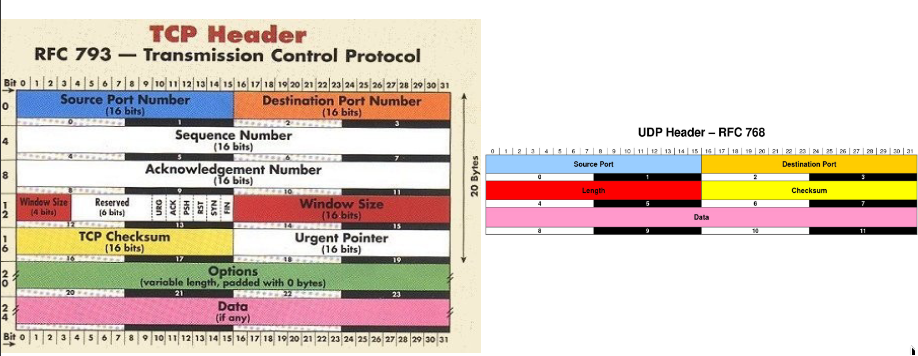 TCP Header
RFC 793 — Transmission Control Protocol
Bit 0 1 2 3 4 5 6 7 8 9 10 11 12 13 14 15 16 17 18 19 20 21 22 23 24 25 26 27 28 29 30 31
0 Source Port Number Destination Port Number
(16 bits) (16 bits)
0 1 2 3
4 Sequence Number
(16 bits)
4 5 6 7
8 Acknowledgement Number
(16 bits)
8 9 10 11
12 Window Size Reserved URG ACK PSH RST SYN FIN Window Size
(4 bits) (6 bits) (16 bits)
12 13 14 15
16 TCP Checksum Urgent Pointer
(16 bits) (16 bits)
16 17 18 19
20 Options
(variable length, padded with 0 bytes)
20 21 22 23
24 Data
(if any)
Bit 0 1 2 3 4 5 6 7 8 9 10 11 12 13 14 15 16 17 18 19 20 21 22 23 24 25 26 27 28 29 30 31
20 Bytes
UDP Header – RFC 768
0 1 2 3 4 5 6 7 8 9 10 11 12 13 14 15 16 17 18 19 20 21 22 23 24 25 26 27 28 29 30 31
Source Port Destination Port
0 1 2 3
Length Checksum
4 5 6 7
Data
8 9 10 11